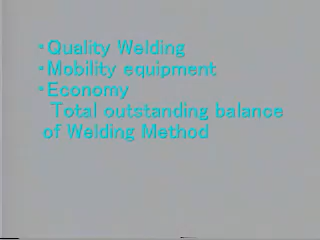 ・Quality Welding
・Mobility equipment
・Economy
Total outstanding balance
of Welding Method